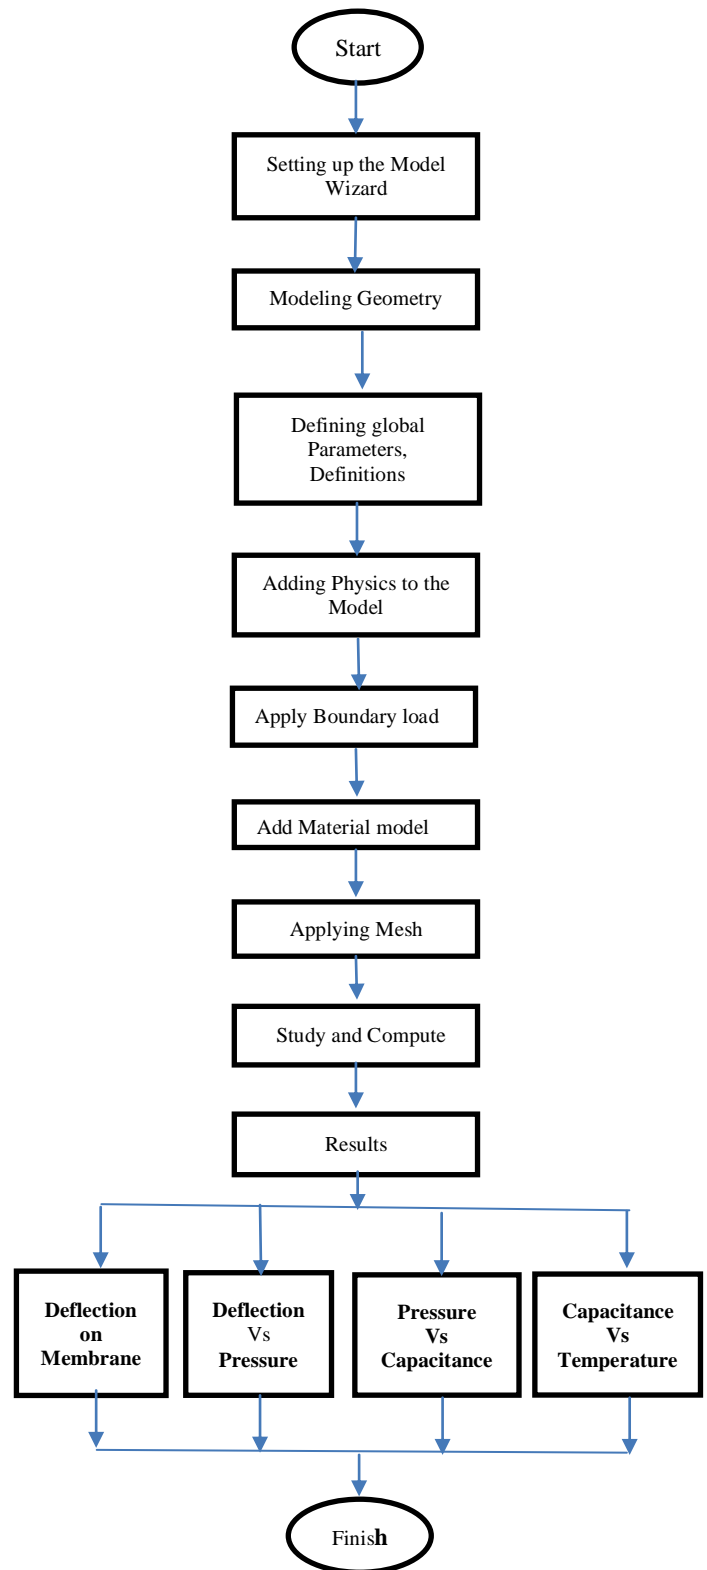 Start
Setting up the Model
Wizard
Modeling Geometry
Defining global
Parameters,
Definitions
Adding Physics to the
Model
Apply Boundary load
Add Material model
Applying Mesh
Study and Compute
Results
Deflection
on
Membrane
Deflection
Vs
Pressure
Pressure
Vs
Capacitance
Capacitance
Vs
Temperature
Finish